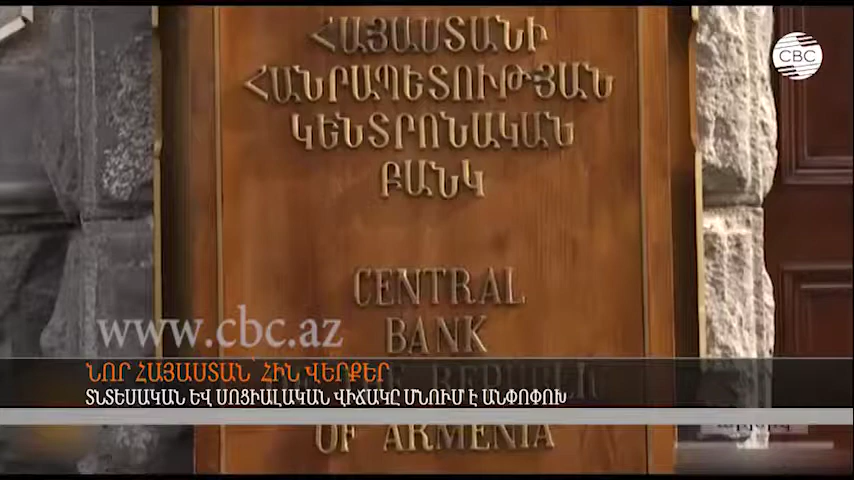 CBC
ՀԱՅԱՍՏԱՆԻ
ՀԱՆՐԱՊԵՏՈՒԹՅԱՆ
ԿԵՆՏՐՈՆԱԿԱՆ
ԲԱՆԿ
CENTRAL
BANK
REPUBLIC
OF ARMENIA
www.cbc.az
ՆՈՐ ՀԱՅԱՍՏԱՆ՝ ՀԻՆ ՎԵՐՔԵՐ
ՏՆՏԵՍԱԿԱՆ ԵՎ ՍՈՑԻԱԼԱԿԱՆ ՎԻՃԱԿԸ ՄՆՈՒՄ Է ԱՆՓՈՓՈԽ